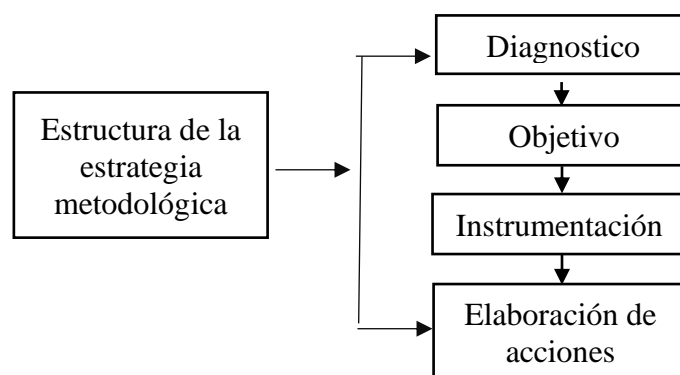 Estructura de la
estrategia
metodológica
Diagnostico
Objetivo
Instrumentación
Elaboración de
acciones